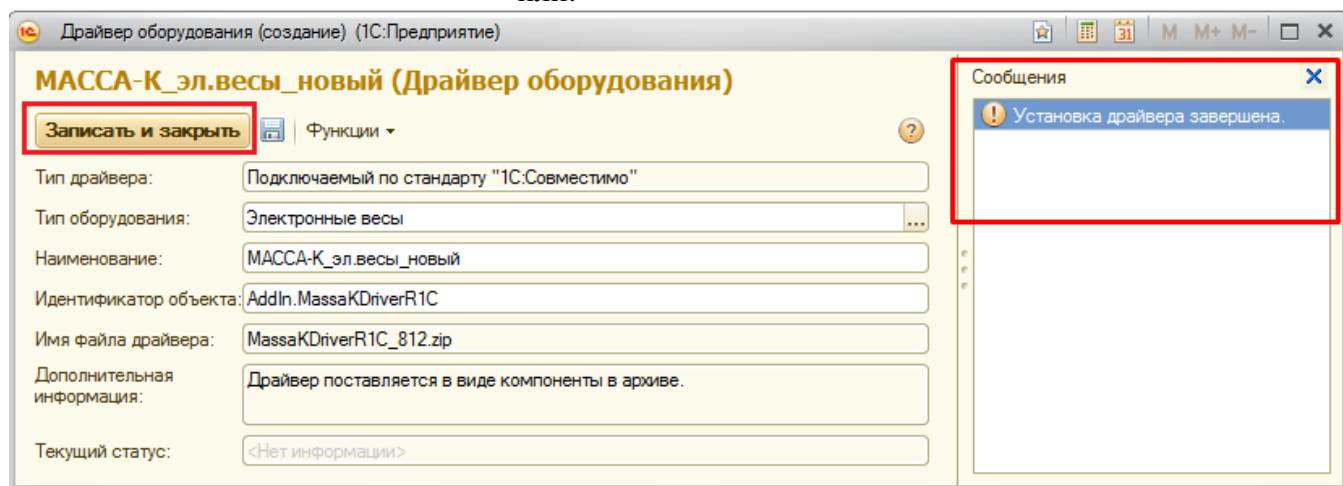 или:
Драйвер оборудования (создание) (1С:Предприятие)
31 M M+ M-
МАССА-К_эл.весы_новый (Драйвер оборудования)
Записать и закрыть Функции
?
Тип драйвера: Подключаемый по стандарту "1С:Совместимо"
Тип оборудования: Электронные весы ...
Наименование: МАССА-К_эл.весы_новый
Идентификатор объекта: AddIn.MassaKDriverR1C
Имя файла драйвера: MassaKDriverR1C_812.zip
Дополнительная
информация:
Драйвер поставляется в виде компоненты в архиве.
Текущий статус: <Нет информации>
Сообщения
Установка драйвера завершена.